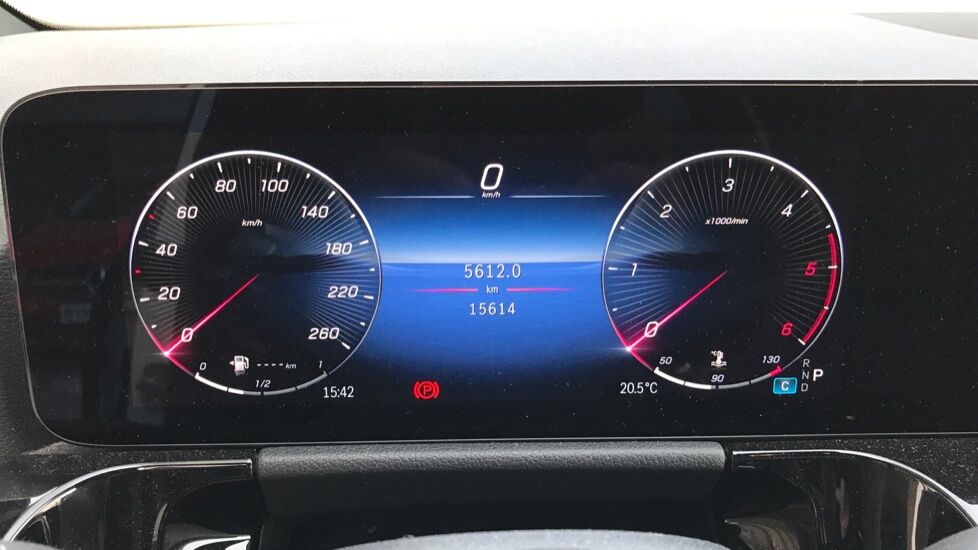 0
km/h
80 100
60 140
km/h
40 180
20 220
0 260
0 ---- km 1
1/2
15:42
5612.0
km
15614
3
2 4
x1000/min
1 5
0 6
50 130
90
20.5°C
C
R
N P
D
(P)